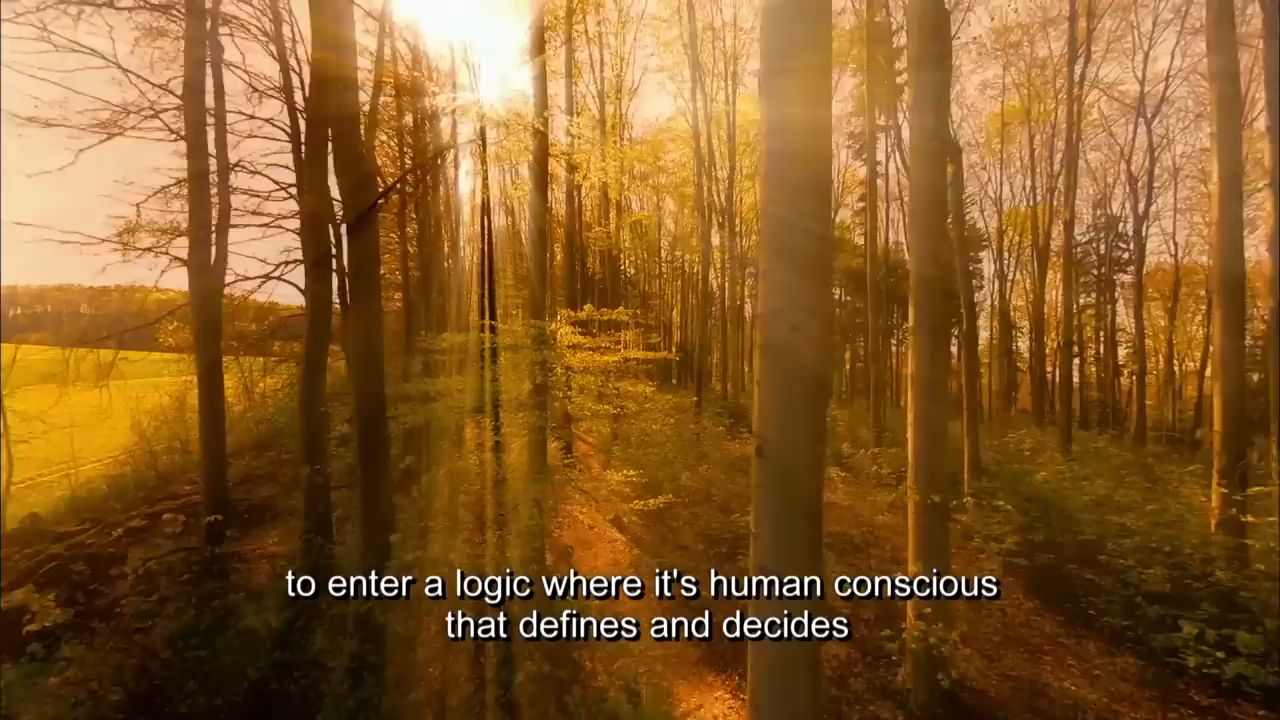 to enter a logic where it's human conscious
that defines and decides